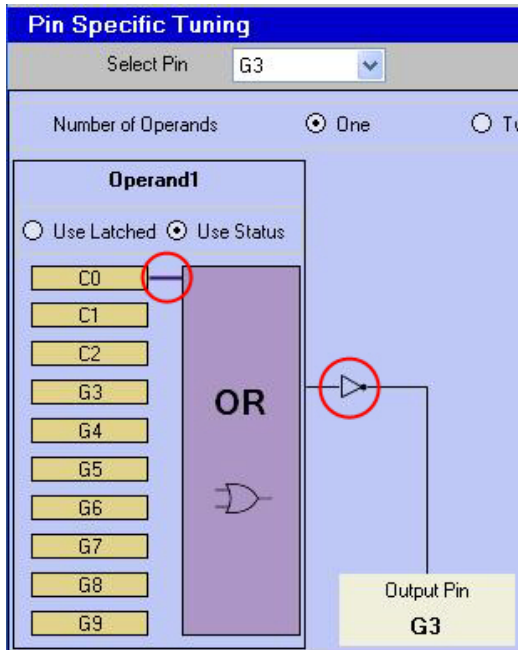 Pin Specific Tuning
Select Pin G3
Number of Operands One
Operand1
Use Latched Use Status
C0
C1
C2
G3
G4
G5
G6
G7
G8
G9
OR
Output Pin
G3